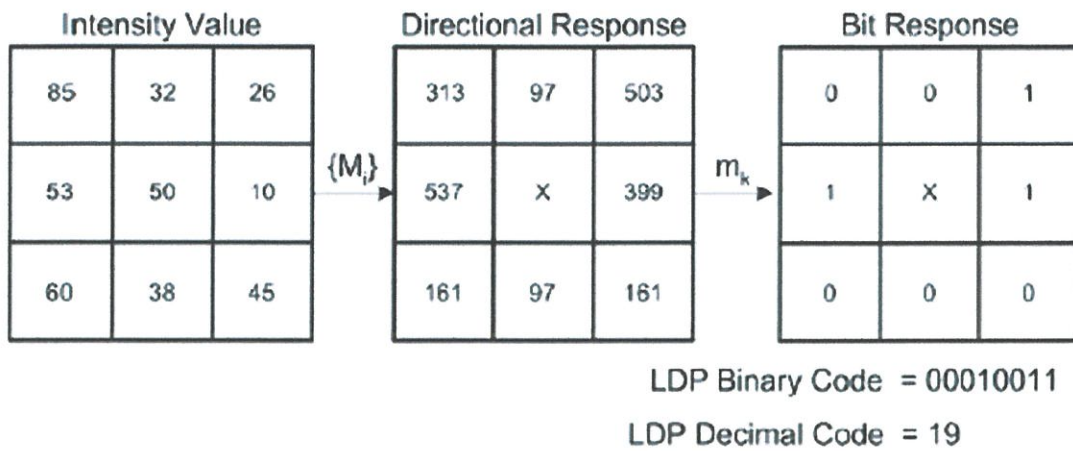 Intensity Value Directional Response Bit Response
85 32 26 313 97 503 0 0 1
{M_i} m_k
53 50 10 537 X 399 1 X 1
60 38 45 161 97 161 0 0 0
LDP Binary Code = 00010011
LDP Decimal Code = 19